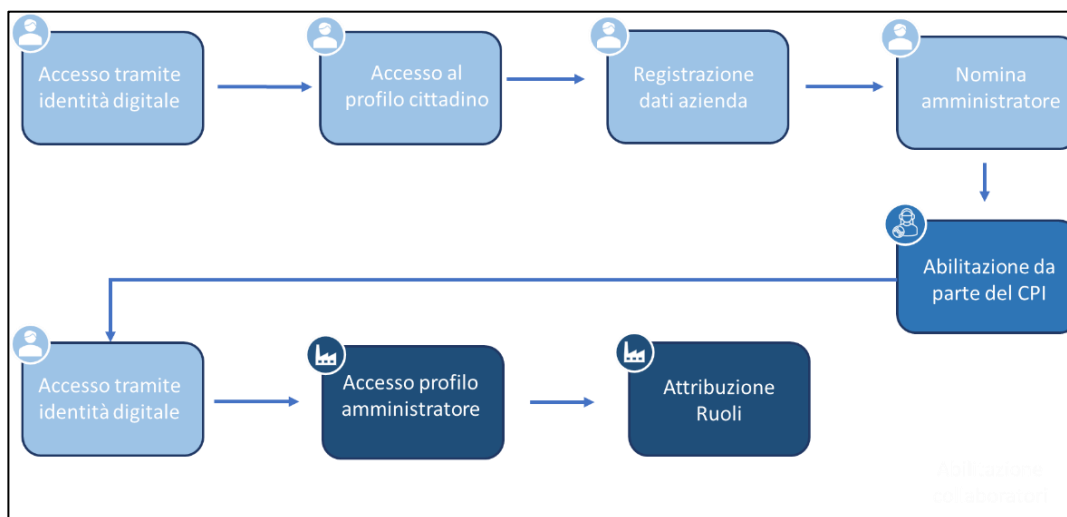 Accesso tramite
identità digitale
Accesso al
profilo cittadino
Registrazione
dati azienda
Nomina
amministratore
Abilitazione da
parte del CPI
Accesso tramite
identità digitale
Accesso profilo
amministratore
Attribuzione
Ruoli